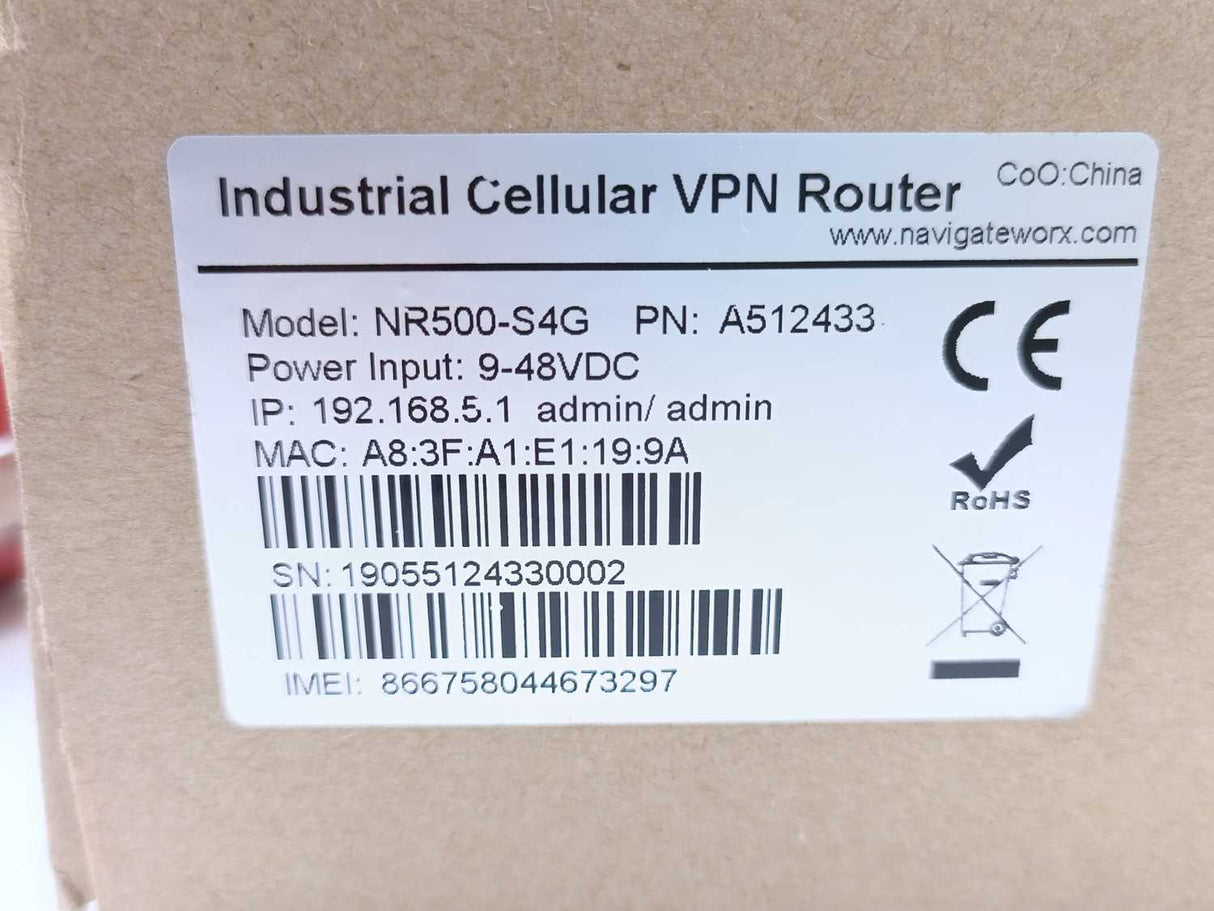 Industrial Cellular VPN Router
CoO:China
www.navigateworx.com
Model: NR500-S4G PN: A512433
Power Input: 9-48VDC
IP: 192.168.5.1 admin/ admin
MAC: A8:3F:A1:E1:19:9A
SN: 19055124330002
IMEI: 866758044673297
CE
RoHS